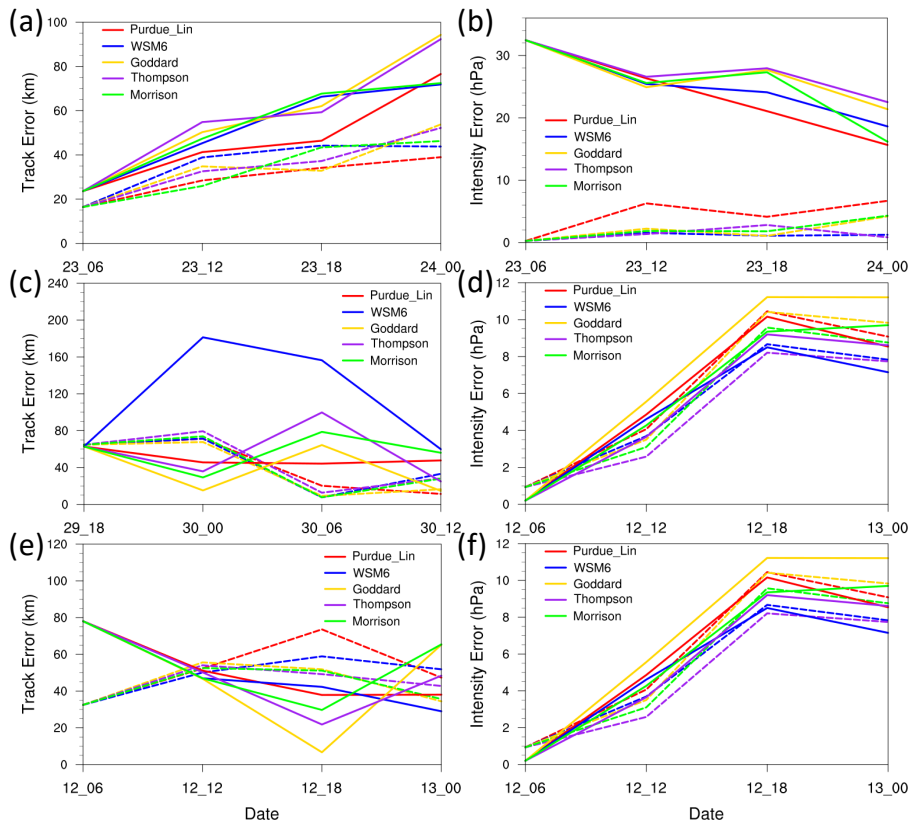 (a)
100
80
60
40
20
0
Track Error (km)
Purdue_Lin
WSM6
Goddard
Thompson
Morrison
23_06
23_12
23_18
24_00
(b)
30
20
10
0
Intensity Error (hPa)
Purdue_Lin
WSM6
Goddard
Thompson
Morrison
23_06
23_12
23_18
24_00
(c)
240
200
160
120
80
40
0
Track Error (km)
Purdue_Lin
WSM6
Goddard
Thompson
Morrison
29_18
30_00
30_06
30_12
(d)
12
10
8
6
4
2
0
Intensity Error (hPa)
Purdue_Lin
WSM6
Goddard
Thompson
Morrison
12_06
12_12
12_18
13_00
(e)
120
100
80
60
40
20
0
Track Error (km)
Purdue_Lin
WSM6
Goddard
Thompson
Morrison
12_06
12_12
12_18
13_00
Date
(f)
12
10
8
6
4
2
0
Intensity Error (hPa)
Purdue_Lin
WSM6
Goddard
Thompson
Morrison
12_06
12_12
12_18
13_00
Date